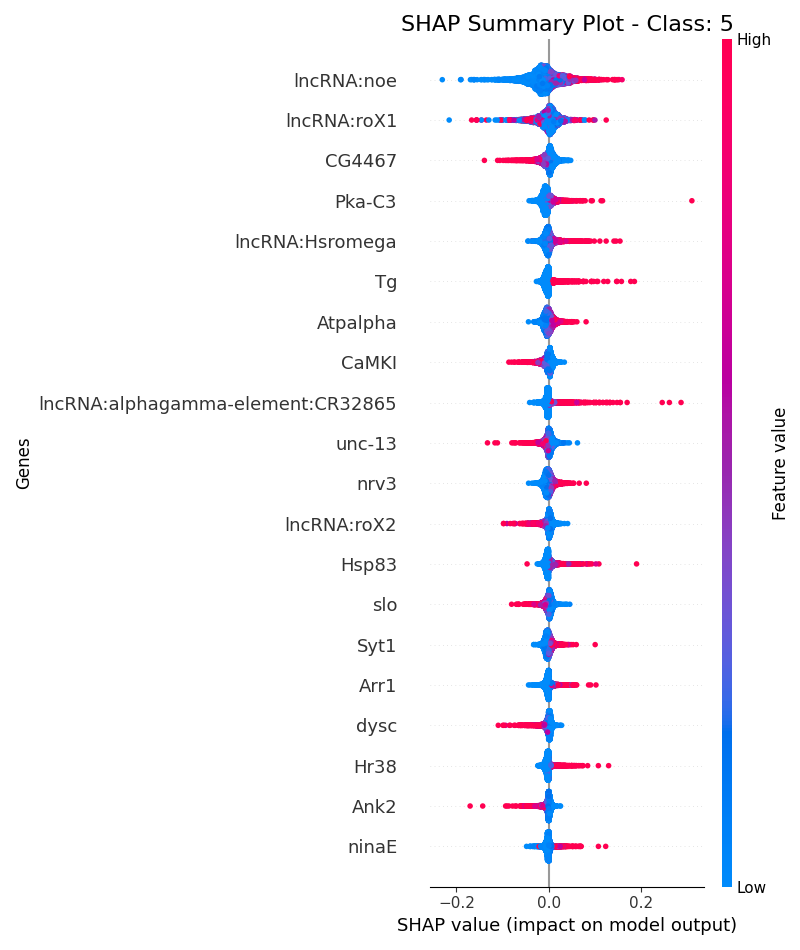 SHAP Summary Plot - Class: 5
High
lncRNA:noe
lncRNA:roX1
CG4467
Pka-C3
lncRNA:Hsromega
Tg
Atpalpha
CaMKI
lncRNA:alphagamma-element:CR32865
unc-13
nrv3
lncRNA:roX2
Hsp83
slo
Syt1
Arr1
dysc
Hr38
Ank2
ninaE
Genes
Feature value
Low
−0.2 0.0 0.2
SHAP value (impact on model output)